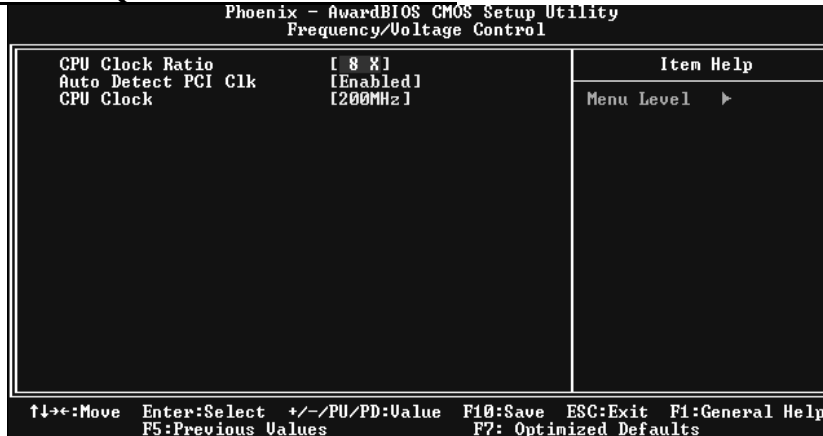 Phoenix - AwardBIOS CMOS Setup Utility
Frequency/Voltage Control
CPU Clock Ratio [ 8 X]
Auto Detect PCI Clk [Enabled]
CPU Clock [200MHz]
Item Help
Menu Level ►
↑↓→←:Move Enter:Select +/-/PU/PD:Value F10:Save ESC:Exit F1:General Help
F5:Previous Values F7: Optimized Defaults